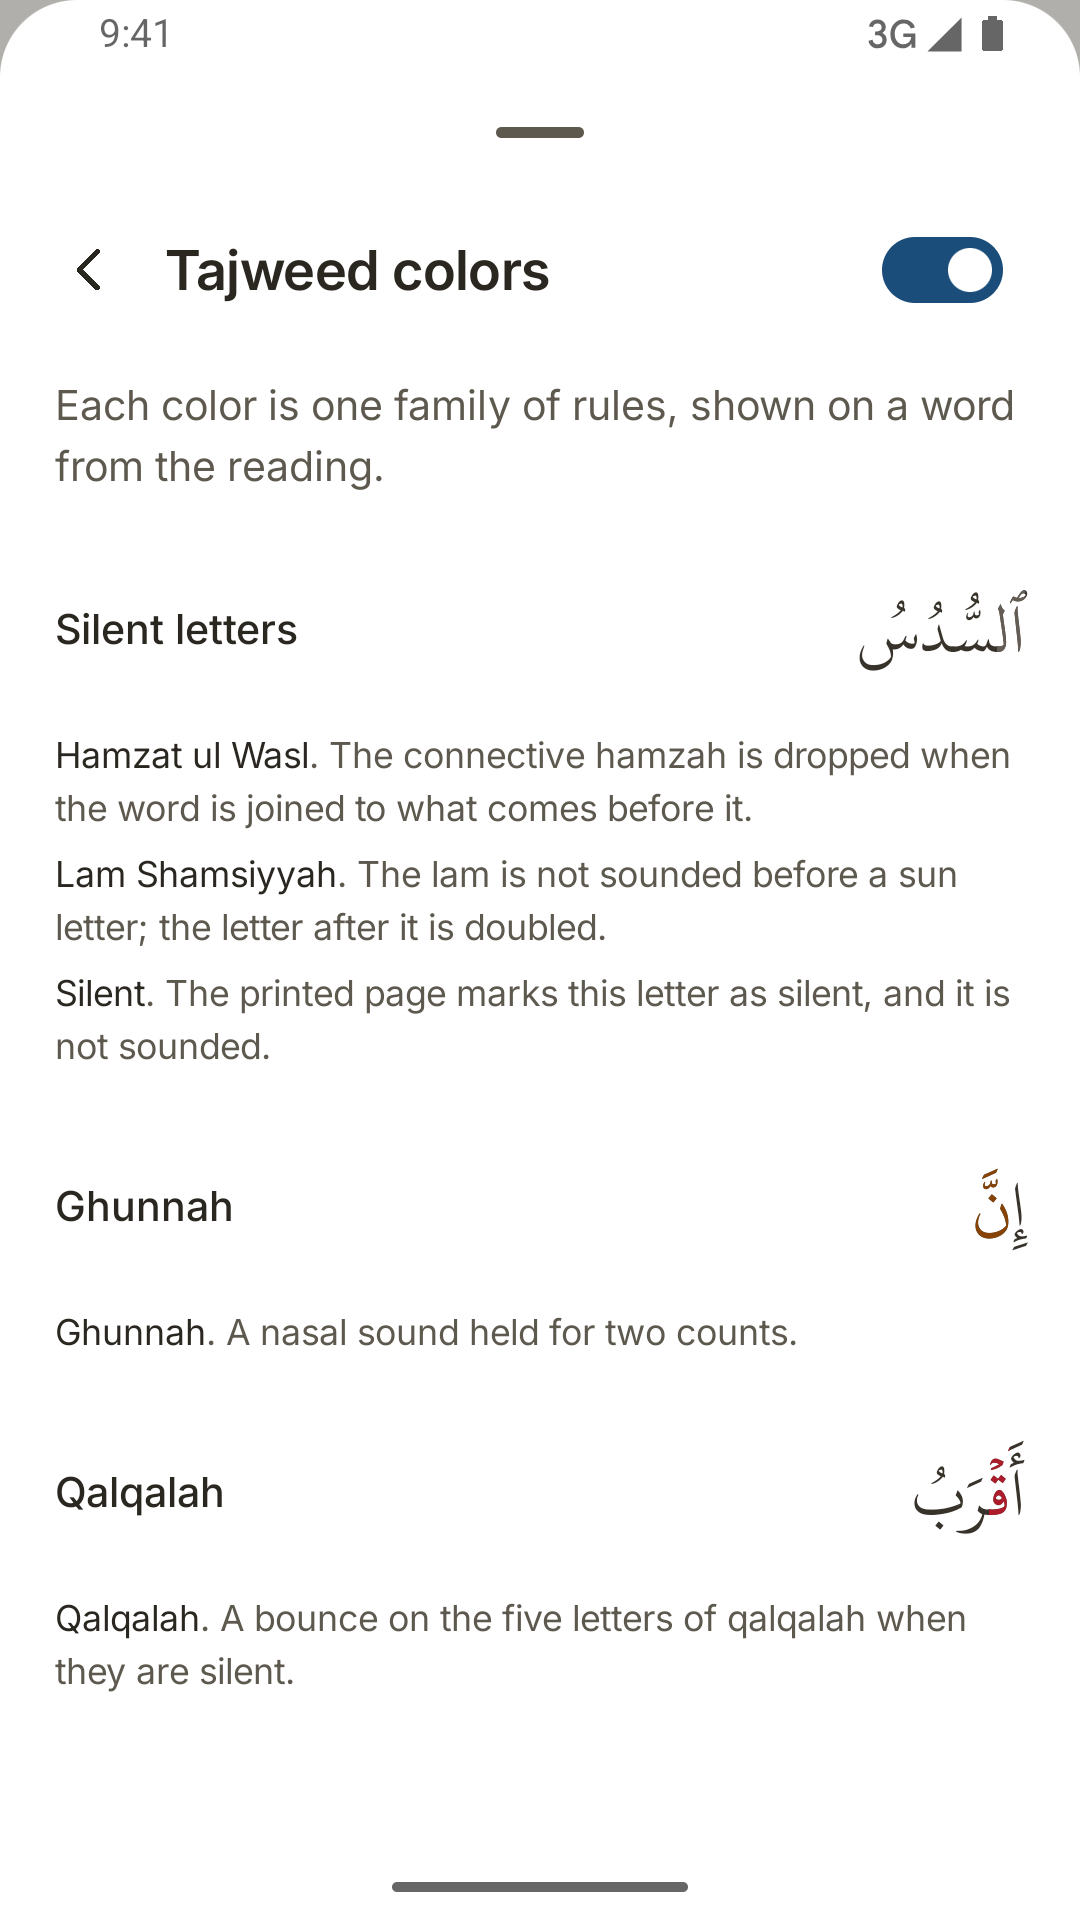 9:41
3G
Tajweed colors
Each color is one family of rules, shown on a word
from the reading.
Silent letters
ٱلسُّدُسُ
Hamzat ul Wasl. The connective hamzah is dropped when
the word is joined to what comes before it.
Lam Shamsiyyah. The lam is not sounded before a sun
letter; the letter after it is doubled.
Silent. The printed page marks this letter as silent, and it is
not sounded.
Ghunnah
إِنَّ
Ghunnah. A nasal sound held for two counts.
Qalqalah
أَقۡرَبُ
Qalqalah. A bounce on the five letters of qalqalah when
they are silent.